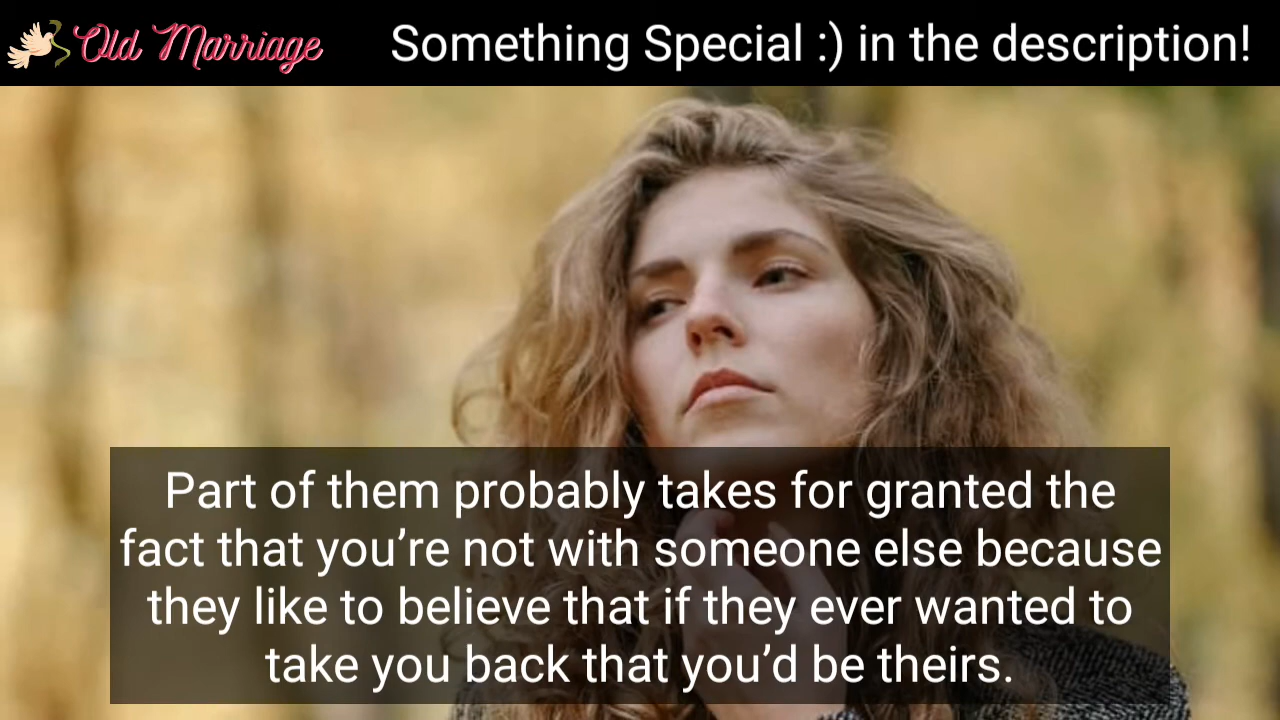 Old Marriage
Something Special :) in the description!
Part of them probably takes for granted the
fact that you’re not with someone else because
they like to believe that if they ever wanted to
take you back that you’d be theirs.